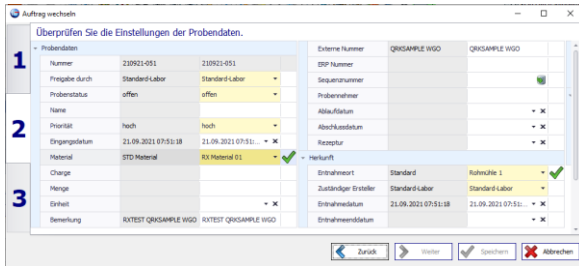 Auftrag wechseln
Überprüfen Sie die Einstellungen der Probendaten.
1
2
3
Probendaten
Nummer 210921-051 210921-051
Freigabe durch Standard-Labor Standard-Labor
Probenstatus offen offen
Name
Priorität hoch hoch
Eingangsdatum 21.09.2021 07:51:18 21.09.2021 07:51:...
Material STD Material RX Material 01
Charge
Menge
Einheit
Bemerkung RXTEST QRKSAMPLE WGO RXTEST QRKSAMPLE WGO
Externe Nummer QRKSAMPLE WGO QRKSAMPLE WGO
ERP Nummer
Sequenznummer
Probennehmer
Ablaufdatum
Abschlussdatum
Rezeptur
Herkunft
Entnahmeort Standard Rohmühle 1
Zuständiger Ersteller Standard-Labor Standard-Labor
Entnahmedatum 21.09.2021 07:51:18 21.09.2021 07:51:...
Entnahmeenddatum
Zurück Weiter Speichern Abbrechen